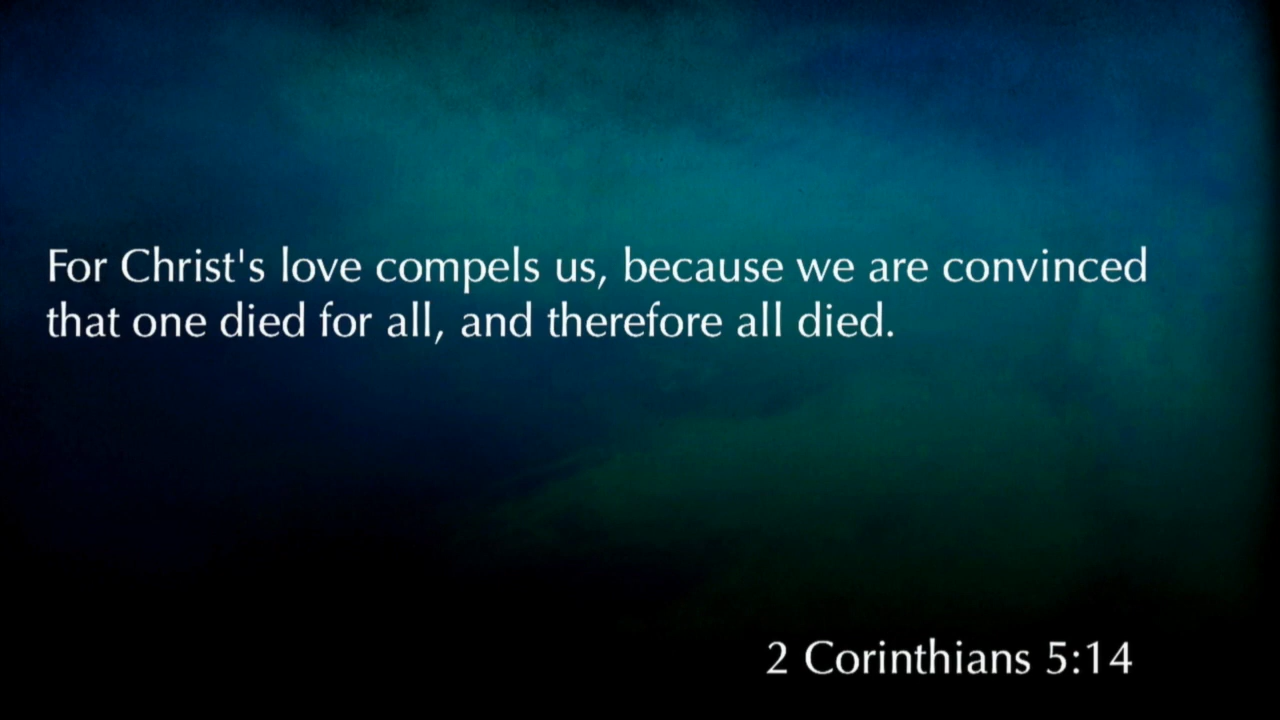 For Christ's love compels us, because we are convinced
that one died for all, and therefore all died.
2 Corinthians 5:14